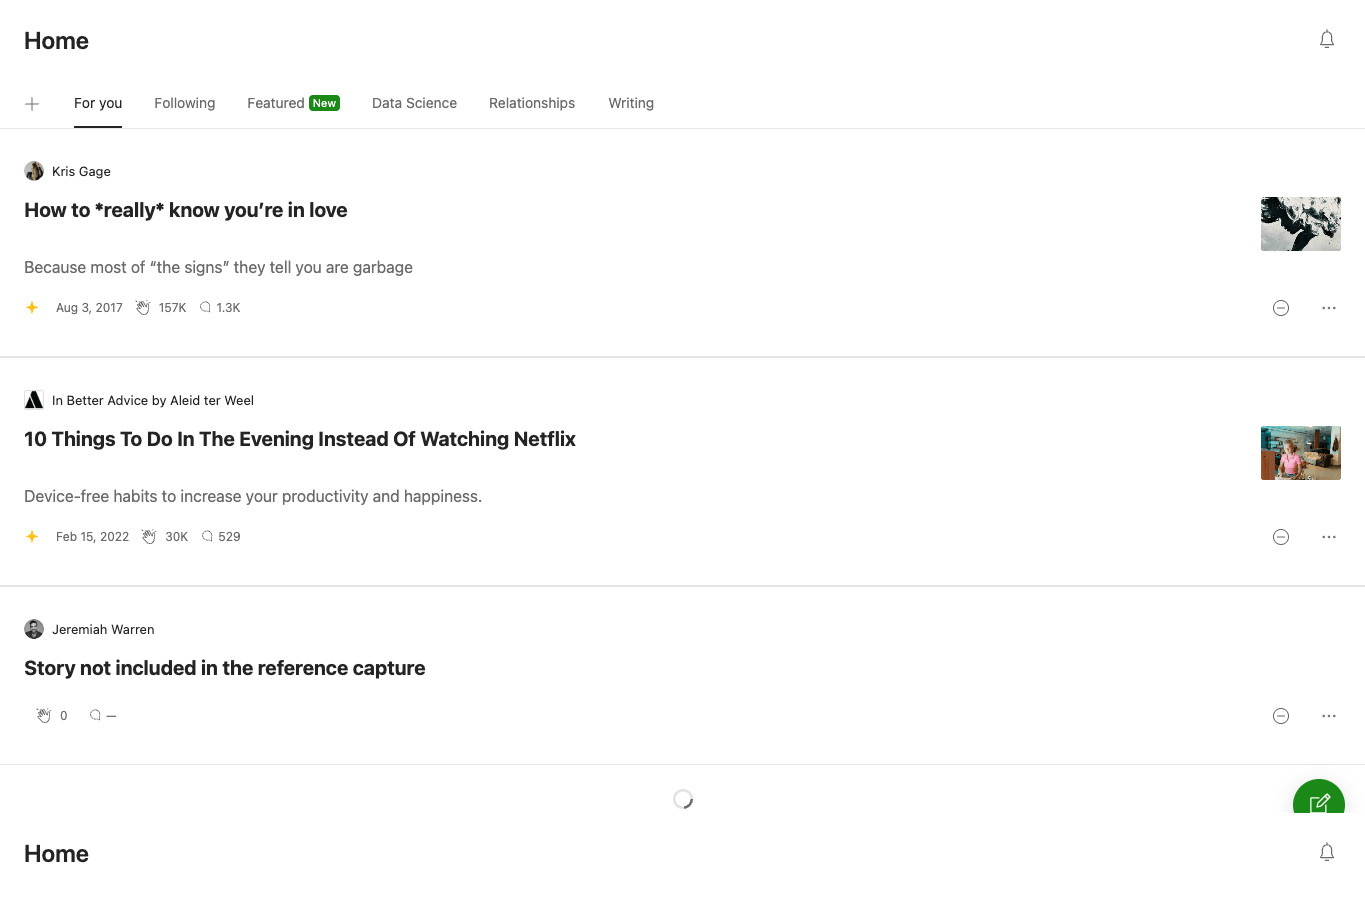 Home
For you Following Featured New Data Science Relationships Writing
Kris Gage
How to *really* know you’re in love
Because most of “the signs” they tell you are garbage
Aug 3, 2017 157K 1.3K
In Better Advice by Aleid ter Weel
10 Things To Do In The Evening Instead Of Watching Netflix
Device-free habits to increase your productivity and happiness.
Feb 15, 2022 30K 529
Jeremiah Warren
Story not included in the reference capture
0 —
Home